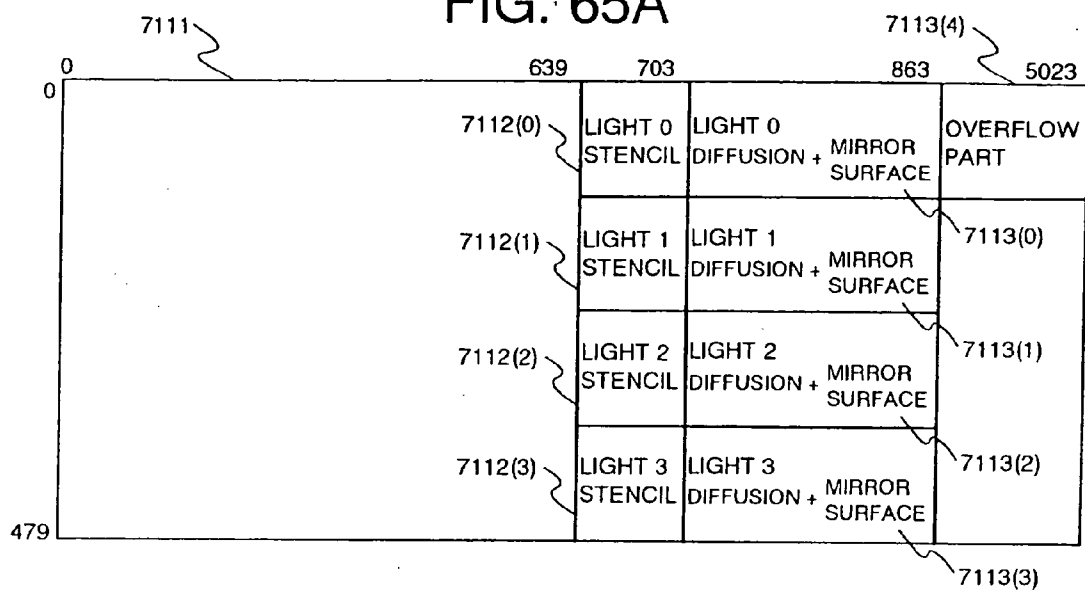 FIG. 65A
7111
7113(4)
0
639
703
863
5023
0
7112(0)
LIGHT 0
STENCIL
LIGHT 0
DIFFUSION + MIRROR
SURFACE
OVERFLOW
PART
7113(0)
7112(1)
LIGHT 1
STENCIL
LIGHT 1
DIFFUSION + MIRROR
SURFACE
7113(1)
7112(2)
LIGHT 2
STENCIL
LIGHT 2
DIFFUSION + MIRROR
SURFACE
7113(2)
7112(3)
LIGHT 3
STENCIL
LIGHT 3
DIFFUSION + MIRROR
SURFACE
479
7113(3)